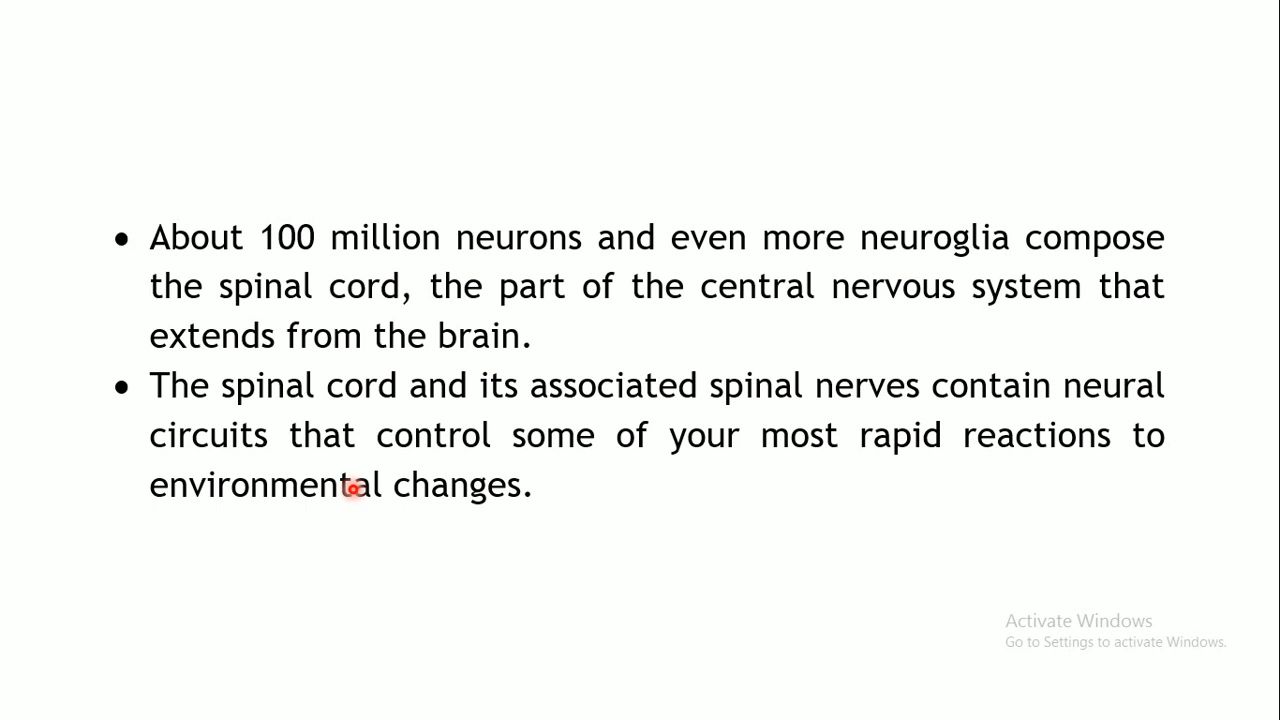 • About 100 million neurons and even more neuroglia compose
the spinal cord, the part of the central nervous system that
extends from the brain.
• The spinal cord and its associated spinal nerves contain neural
circuits that control some of your most rapid reactions to
environmental changes.
Activate Windows
Go to Settings to activate Windows.